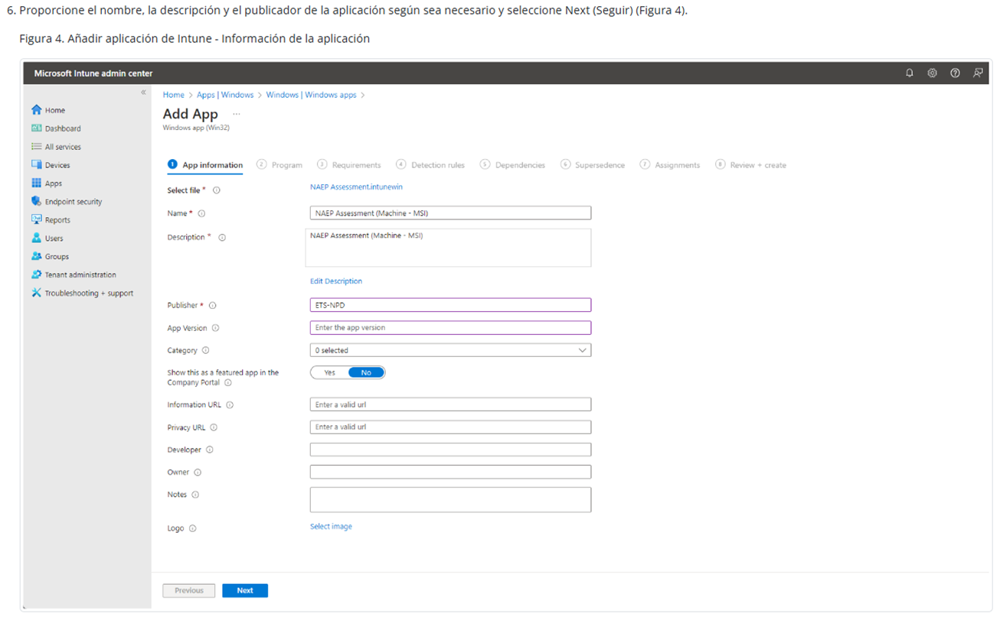 6. Proporcione el nombre, la descripción y el publicador de la aplicación según sea necesario y seleccione Next (Seguir) (Figura 4).
Figura 4. Añadir aplicación de Intune - Información de la aplicación
Microsoft Intune admin center
«
Home > Apps | Windows > Windows | Windows apps >
Add App ...
Windows app (Win32)
Home
Dashboard
All services
Devices
Apps
Endpoint security
Reports
Users
Groups
Tenant administration
Troubleshooting + support
1 App information 2 Program 3 Requirements 4 Detection rules 5 Dependencies 6 Supersedence 7 Assignments 8 Review + create
Select file * NAEP Assessment.intunewin
Name * NAEP Assessment (Machine - MSI)
Description * NAEP Assessment (Machine - MSI)
Edit Description
Publisher * ETS-NPD
App Version Enter the app version
Category 0 selected
Show this as a featured app in the Yes No
Company Portal
Information URL Enter a valid url
Privacy URL Enter a valid url
Developer
Owner
Notes
Logo Select image
Previous Next